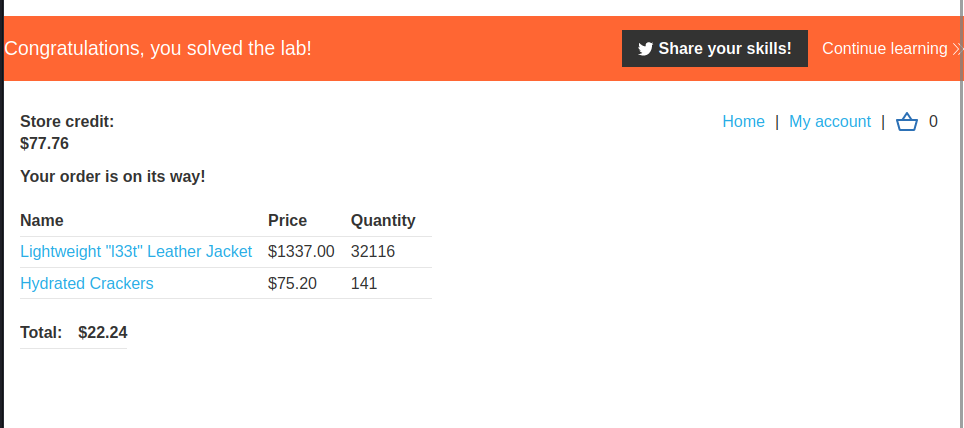 Congratulations, you solved the lab!
Share your skills!
Continue learning
Store credit:
$77.76
Home | My account | 0
Your order is on its way!
Name Price Quantity
Lightweight "l33t" Leather Jacket $1337.00 32116
Hydrated Crackers $75.20 141
Total: $22.24